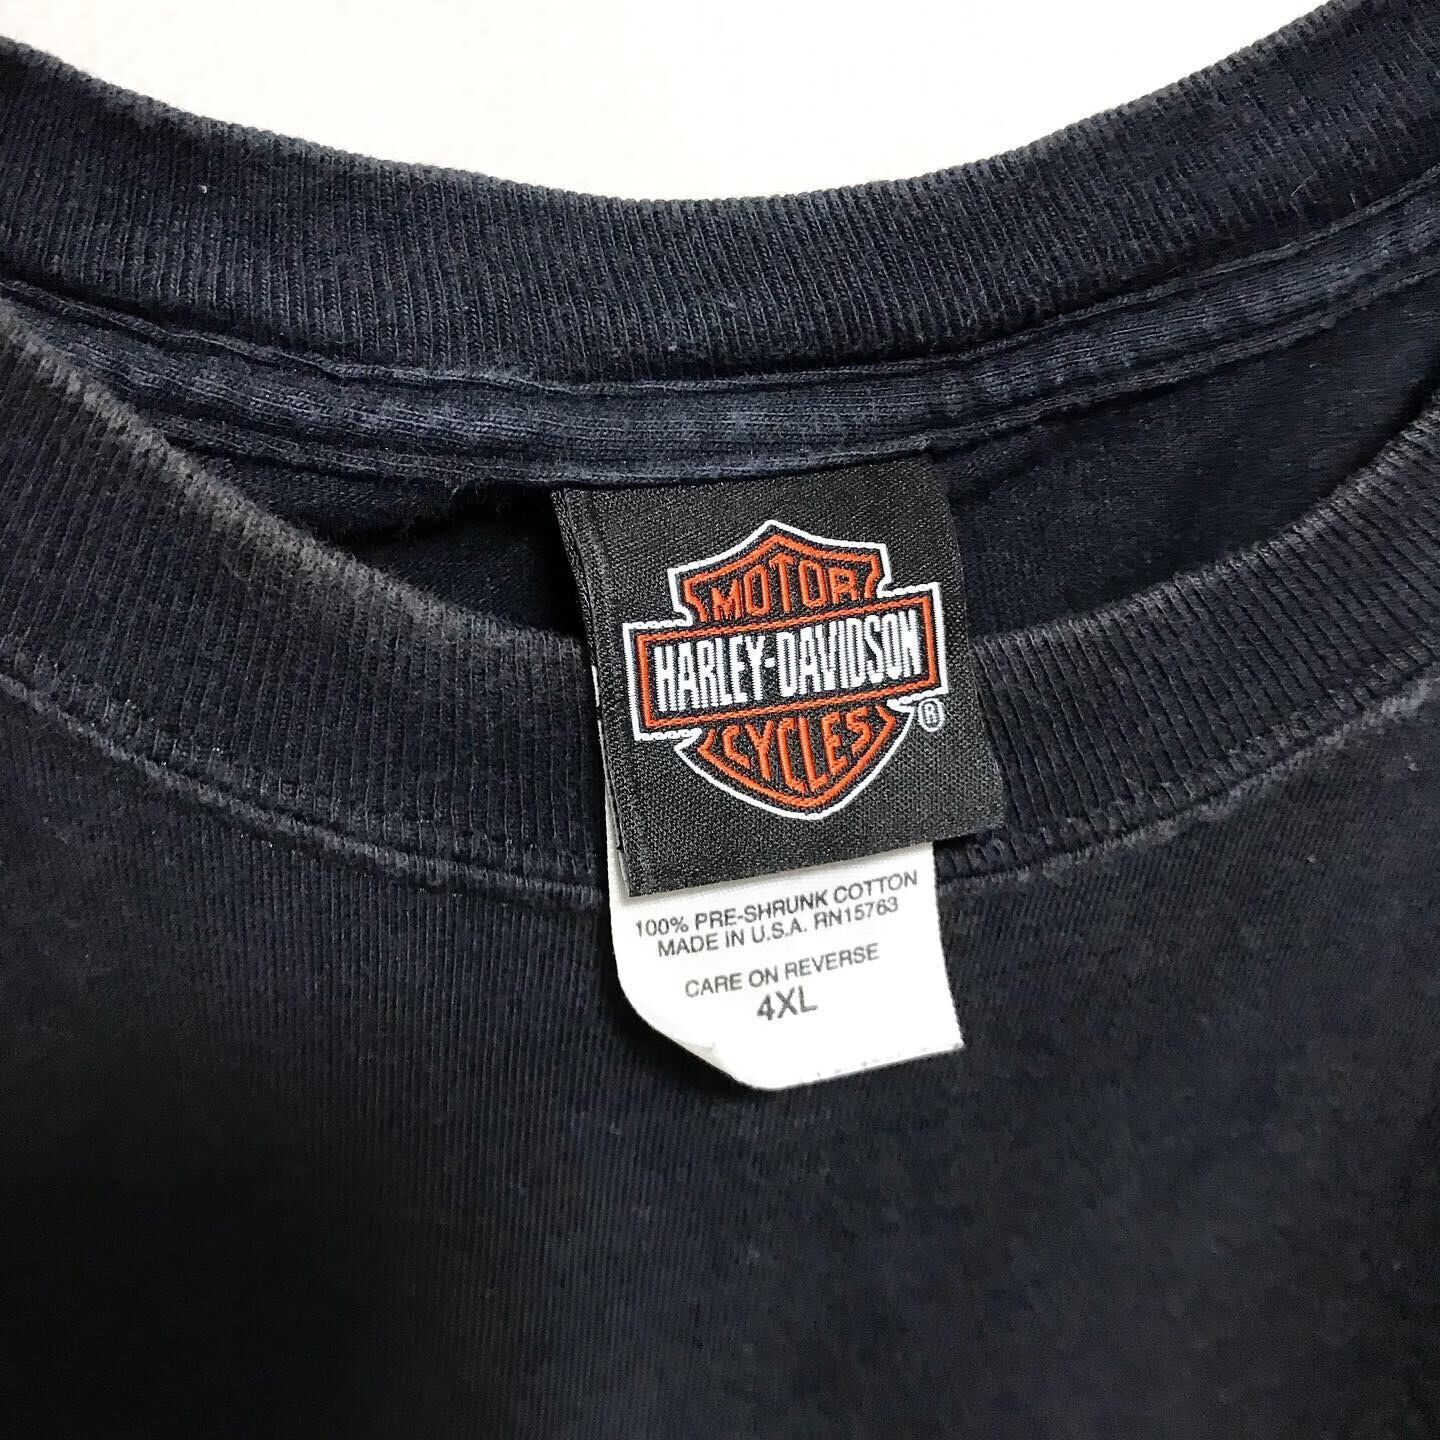 MOTOR
HARLEY-DAVIDSON
CYCLES ®
100% PRE-SHRUNK COTTON
MADE IN U.S.A. RN15763
CARE ON REVERSE
4XL